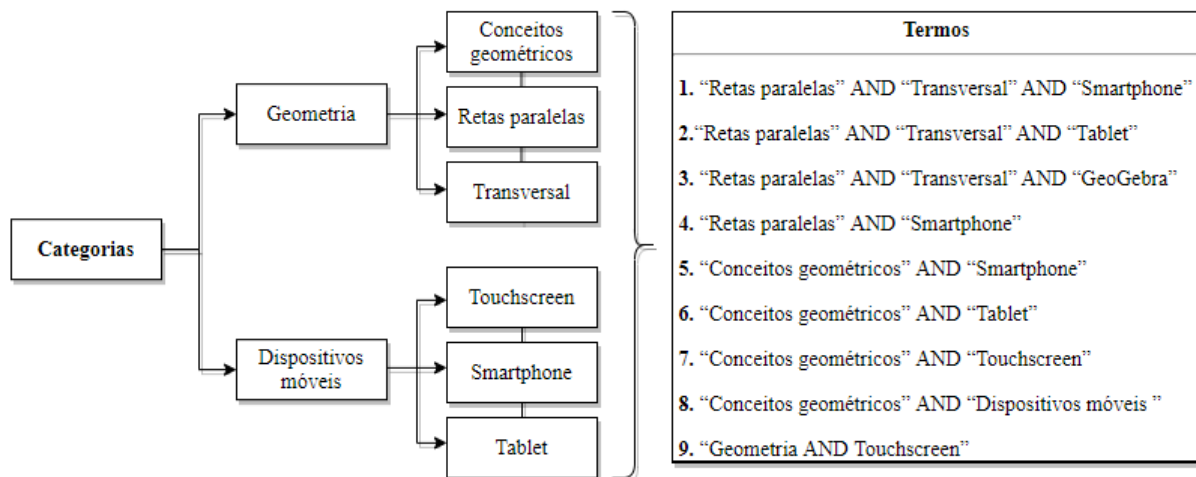 Categorias
Geometria
Conceitos
geométricos
Retas paralelas
Transversal
Dispositivos
móveis
Touchscreen
Smartphone
Tablet
Termos
1. “Retas paralelas” AND “Transversal” AND “Smartphone”
2.“Retas paralelas” AND “Transversal” AND “Tablet”
3. “Retas paralelas” AND “Transversal” AND “GeoGebra”
4. “Retas paralelas” AND “Smartphone”
5. “Conceitos geométricos” AND “Smartphone”
6. “Conceitos geométricos” AND “Tablet”
7. “Conceitos geométricos” AND “Touchscreen”
8. “Conceitos geométricos” AND “Dispositivos móveis ”
9. “Geometria AND Touchscreen”